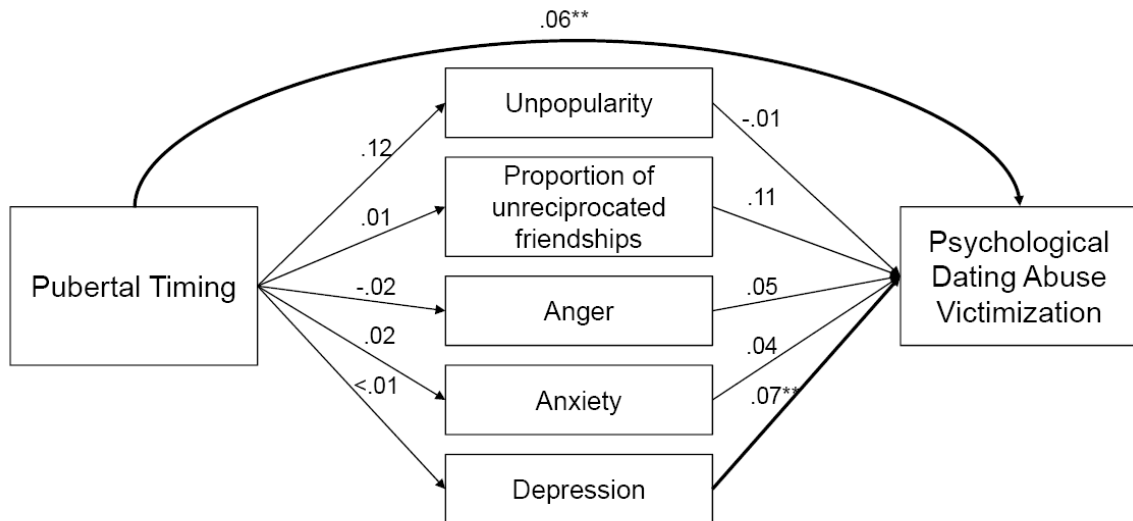 .06**
Unpopularity
-.01
.12
Proportion of
unreciprocated
friendships
.11
.01
Pubertal Timing
Psychological
Dating Abuse
Victimization
-.02
Anger
.05
.02
Anxiety
.04
<.01
.07**
Depression